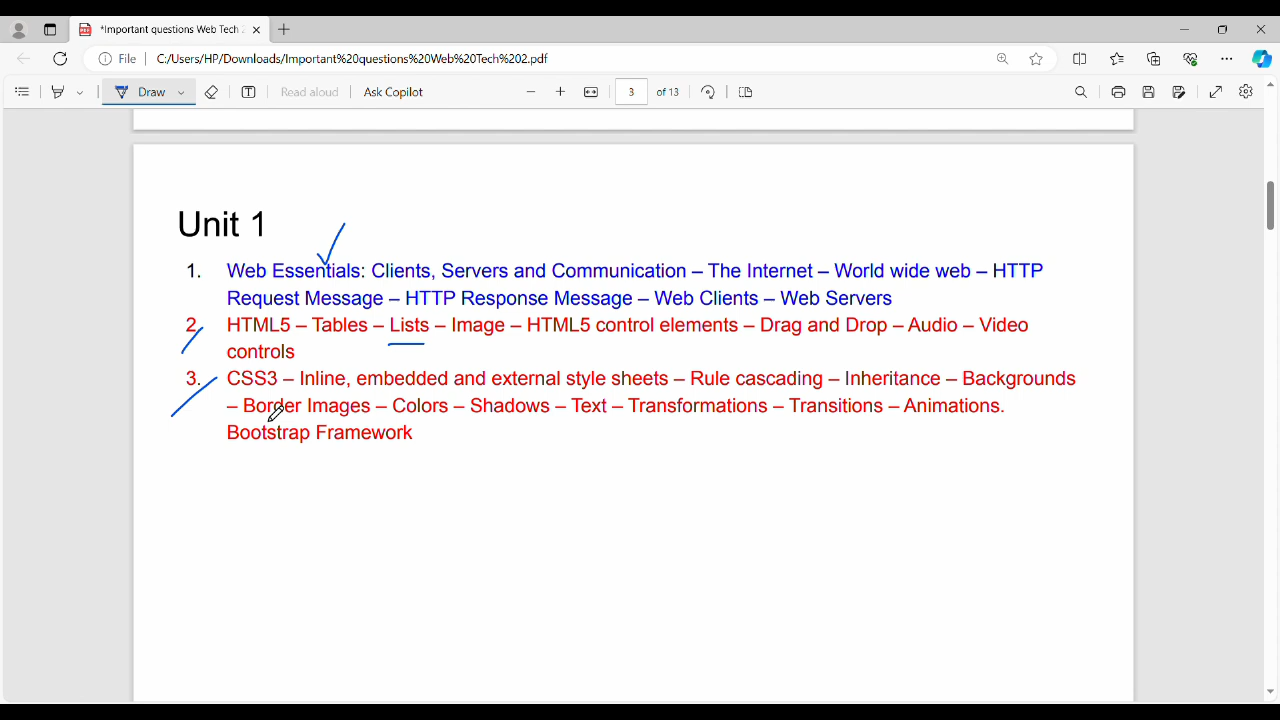 *Important questions Web Tech 2
File
C:/Users/HP/Downloads/Important%20questions%20Web%20Tech%202.pdf
Draw
Read aloud
Ask Copilot
3
of 13
Unit 1
1. Web Essentials: Clients, Servers and Communication – The Internet – World wide web – HTTP
Request Message – HTTP Response Message – Web Clients – Web Servers
2. HTML5 – Tables – Lists – Image – HTML5 control elements – Drag and Drop – Audio – Video
controls
3. CSS3 – Inline, embedded and external style sheets – Rule cascading – Inheritance – Backgrounds
– Border Images – Colors – Shadows – Text – Transformations – Transitions – Animations.
Bootstrap Framework